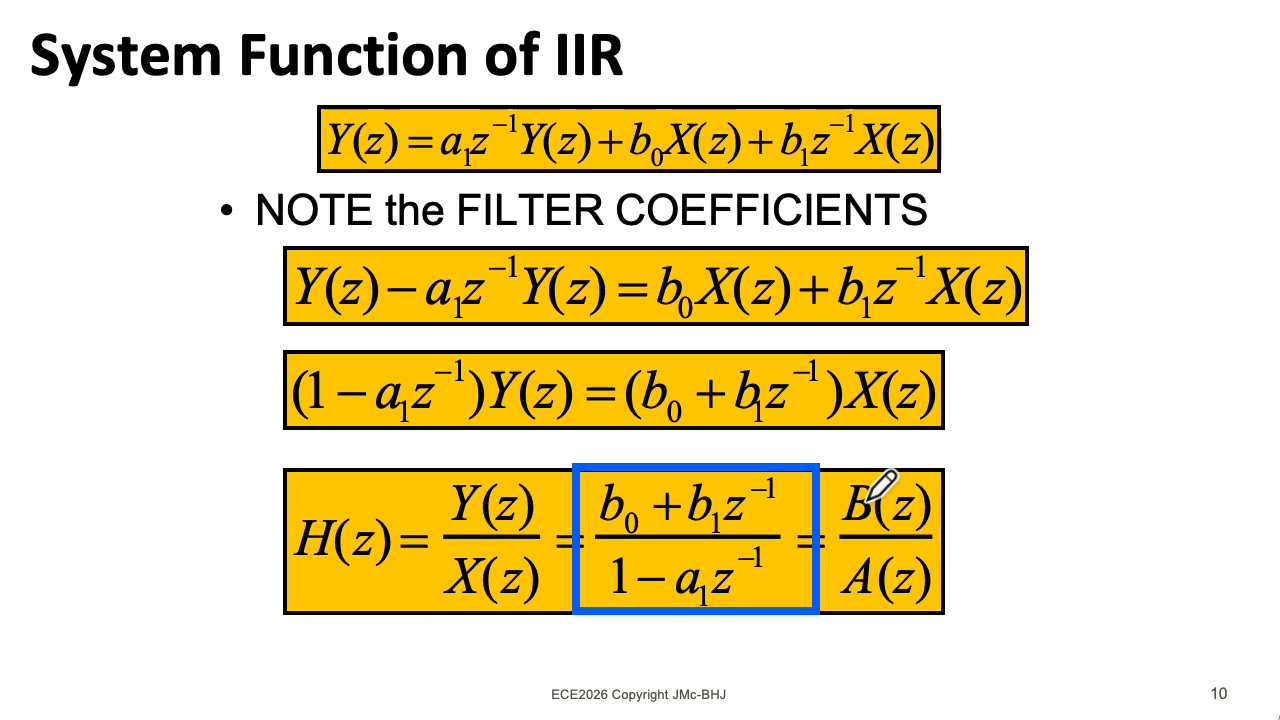 System Function of IIR
Y(z) = a₁z⁻¹Y(z) + b₀X(z) + b₁z⁻¹X(z)
• NOTE the FILTER COEFFICIENTS
Y(z) − a₁z⁻¹Y(z) = b₀X(z) + b₁z⁻¹X(z)
(1 − a₁z⁻¹)Y(z) = (b₀ + b₁z⁻¹)X(z)
H(z) = Y(z)/X(z) = (b₀ + b₁z⁻¹)/(1 − a₁z⁻¹) = B(z)/A(z)
ECE2026 Copyright JMc-BHJ
10